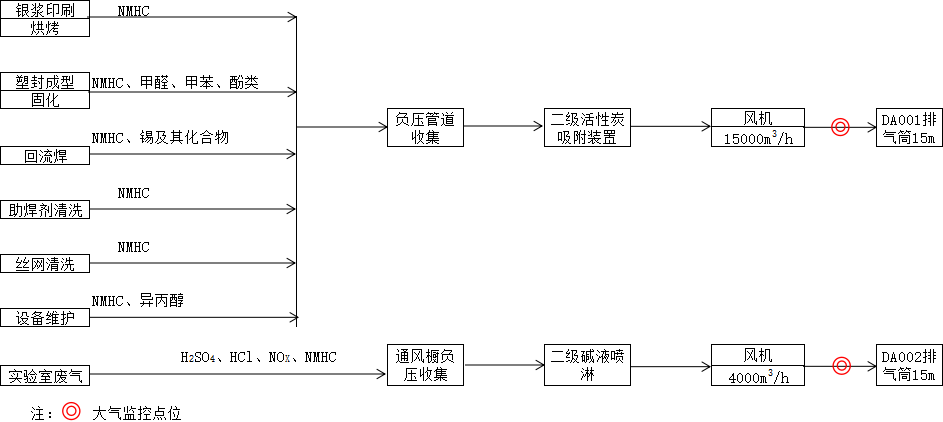 银浆印刷
烘烤
NMHC
塑封成型
固化
NMHC、甲醛、甲苯、酚类
回流焊
NMHC、锡及其化合物
助焊剂清洗
NMHC
丝网清洗
NMHC
设备维护
NMHC、异丙醇
负压管道
收集
二级活性炭
吸附装置
风机
15000m³/h
DA001排
气筒15m
实验室废气
H₂SO₄、HCl、NOx、NMHC
通风橱负
压收集
二级碱液喷
淋
风机
4000m³/h
DA002排
气筒15m
注: ◎ 大气监控点位